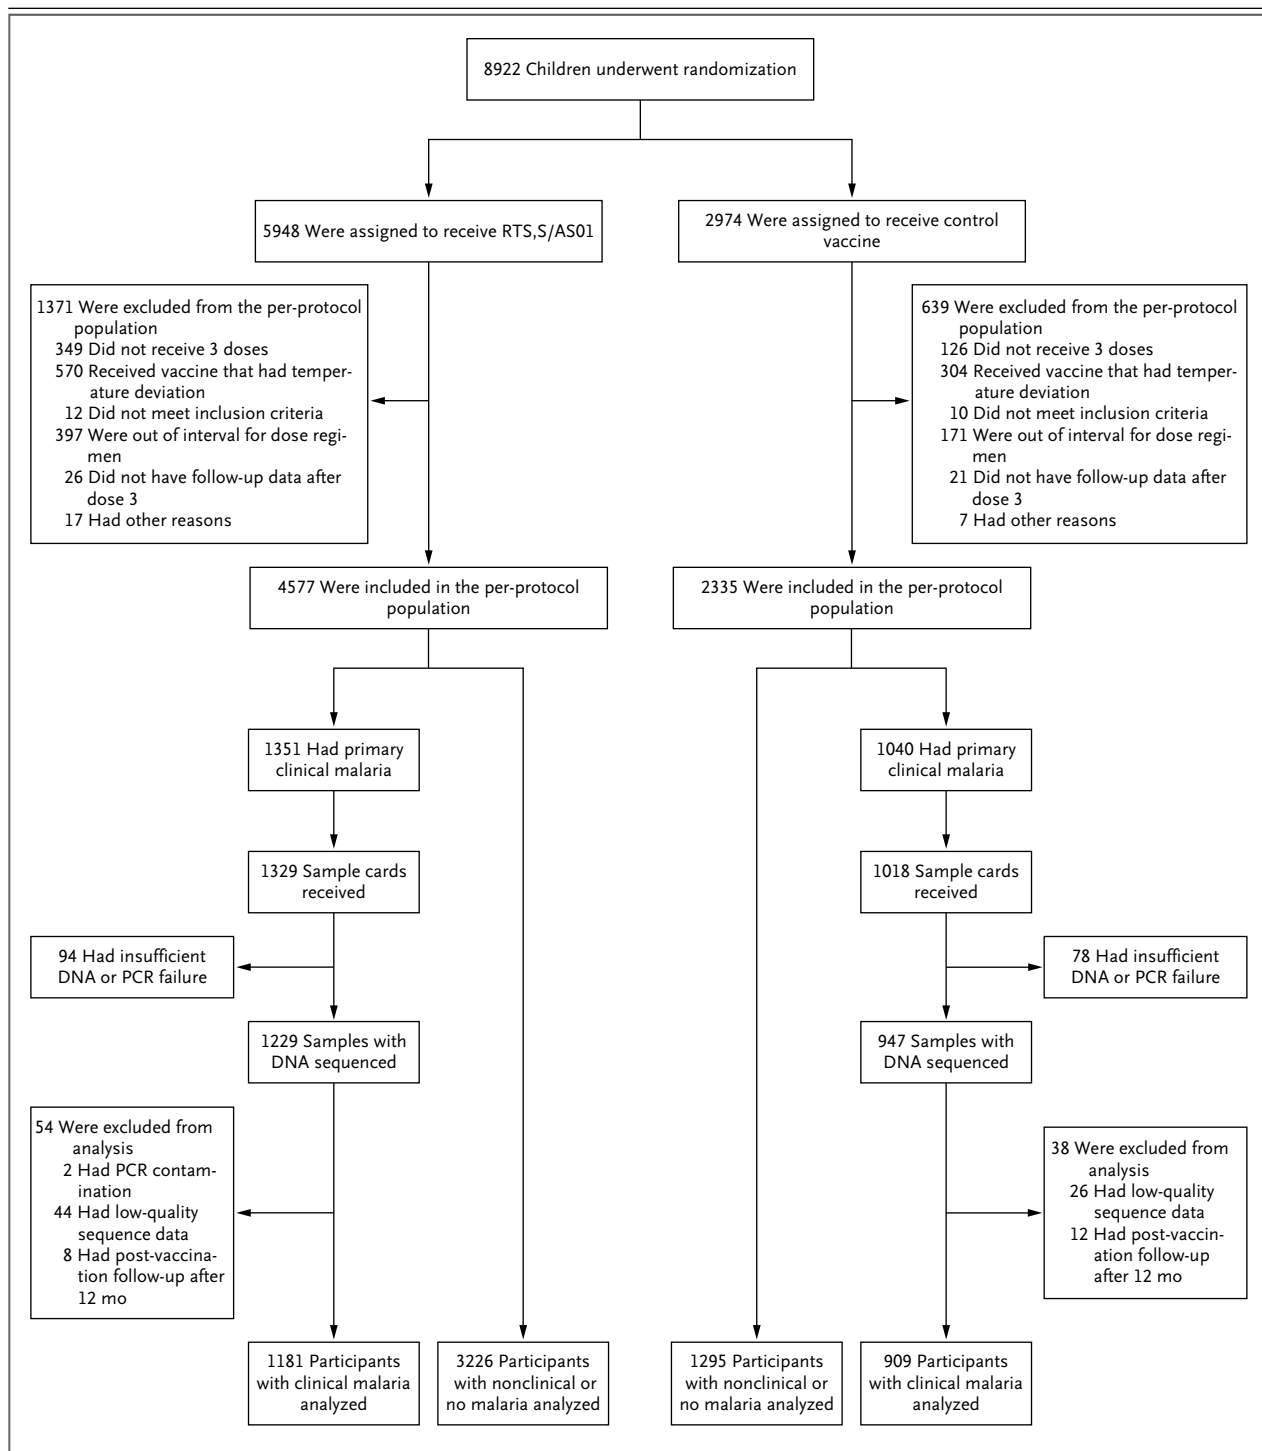 8922 Children underwent randomization
5948 Were assigned to receive RTS,S/AS01
2974 Were assigned to receive control
vaccine
1371 Were excluded from the per-protocol
population
349 Did not receive 3 doses
570 Received vaccine that had temper-
ature deviation
12 Did not meet inclusion criteria
397 Were out of interval for dose regi-
men
26 Did not have follow-up data after
dose 3
17 Had other reasons
639 Were excluded from the per-protocol
population
126 Did not receive 3 doses
304 Received vaccine that had temper-
ature deviation
10 Did not meet inclusion criteria
171 Were out of interval for dose regi-
men
21 Did not have follow-up data after
dose 3
7 Had other reasons
4577 Were included in the per-protocol
population
2335 Were included in the per-protocol
population
1351 Had primary
clinical malaria
1040 Had primary
clinical malaria
1329 Sample cards
received
1018 Sample cards
received
94 Had insufficient
DNA or PCR failure
78 Had insufficient
DNA or PCR failure
1229 Samples with
DNA sequenced
947 Samples with
DNA sequenced
54 Were excluded from
analysis
2 Had PCR contam-
ination
44 Had low-quality
sequence data
8 Had post-vaccina-
tion follow-up after
12 mo
38 Were excluded from
analysis
26 Had low-quality
sequence data
12 Had post-vaccin-
ation follow-up
after 12 mo
1181 Participants
with clinical malaria
analyzed
3226 Participants
with nonclinical or
no malaria analyzed
1295 Participants
with nonclinical or
no malaria analyzed
909 Participants
with clinical malaria
analyzed